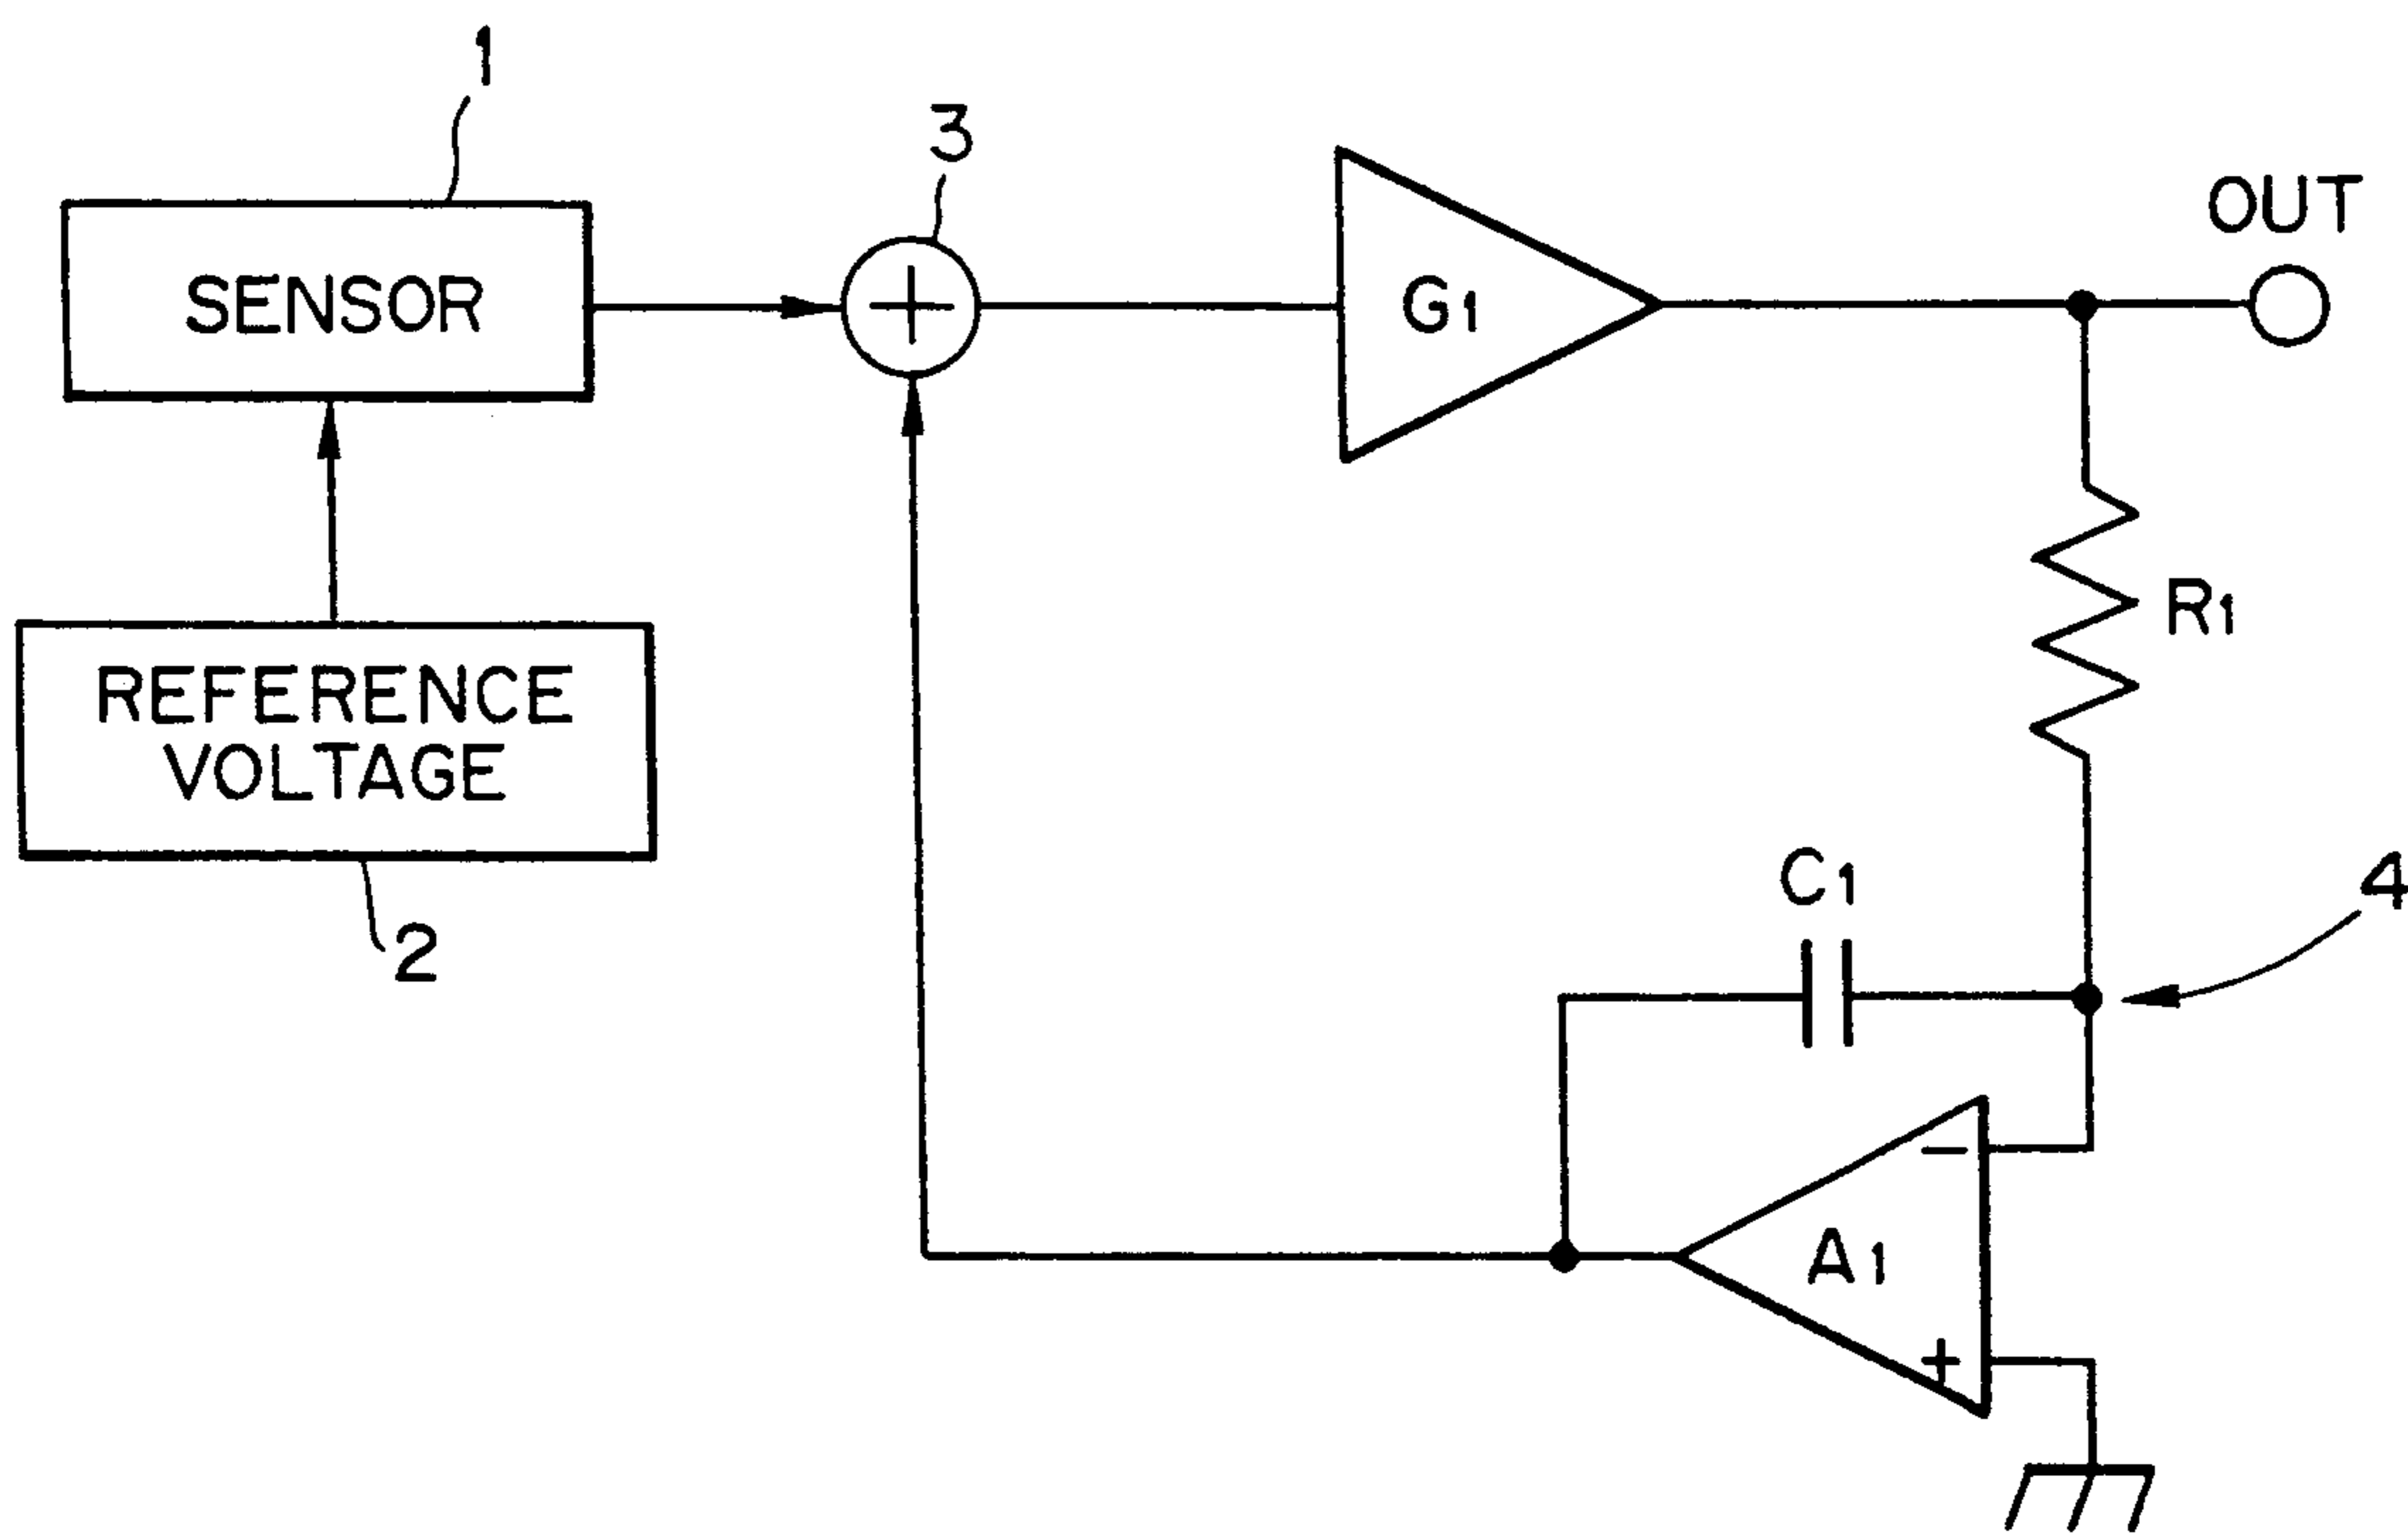 1
3
OUT
SENSOR
+
G1
R1
REFERENCE
VOLTAGE
C1
4
2
−
A1
+